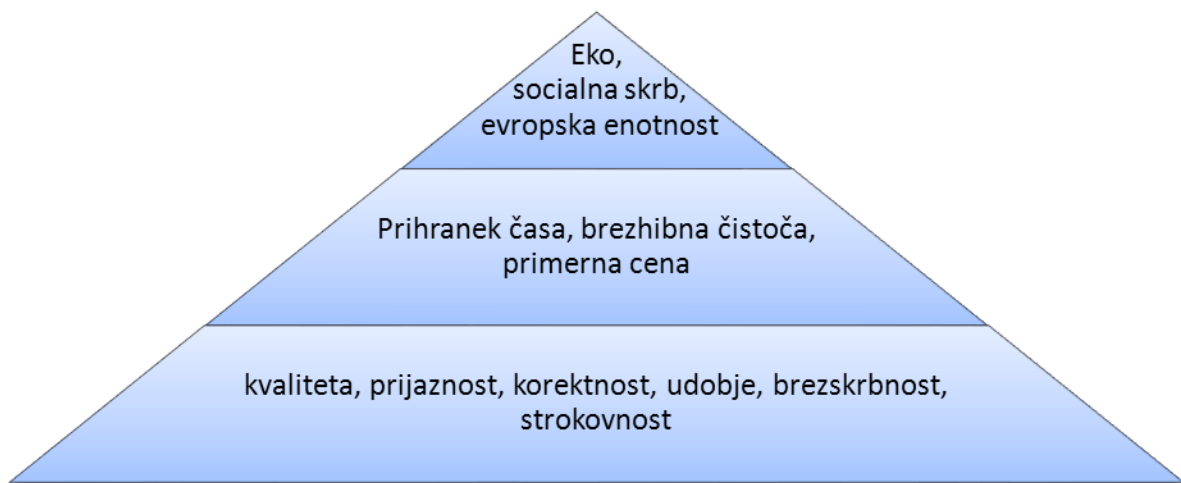 Eko,
socialna skrb,
evropska enotnost
Prihranek časa, brezhibna čistoča,
primerna cena
kvaliteta, prijaznost, korektnost, udobje, brezskrbnost,
strokovnost